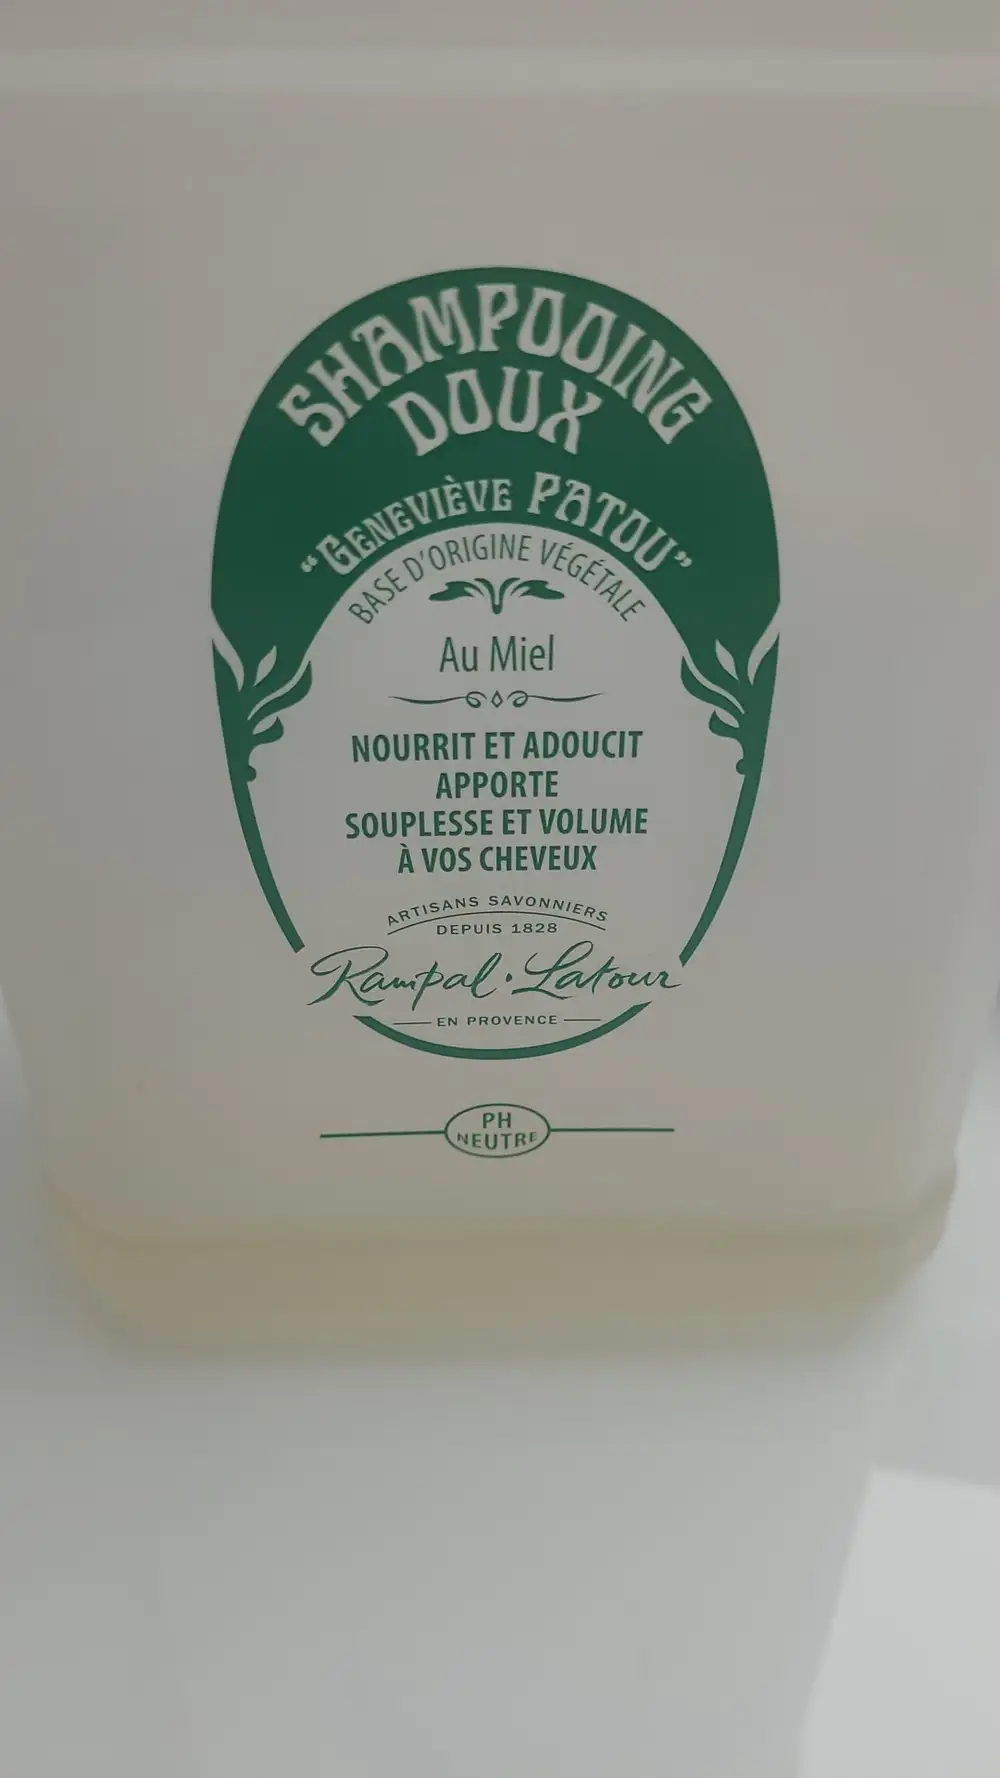 SHAMPOOING
DOUX
“GENEVIÈVE PATOU”
BASE D'ORIGINE VÉGÉTALE
Au Miel
NOURRIT ET ADOUCIT
APPORTE
SOUPLESSE ET VOLUME
À VOS CHEVEUX
ARTISANS SAVONNIERS
DEPUIS 1828
Rampal · Latour
EN PROVENCE
PH
NEUTRE